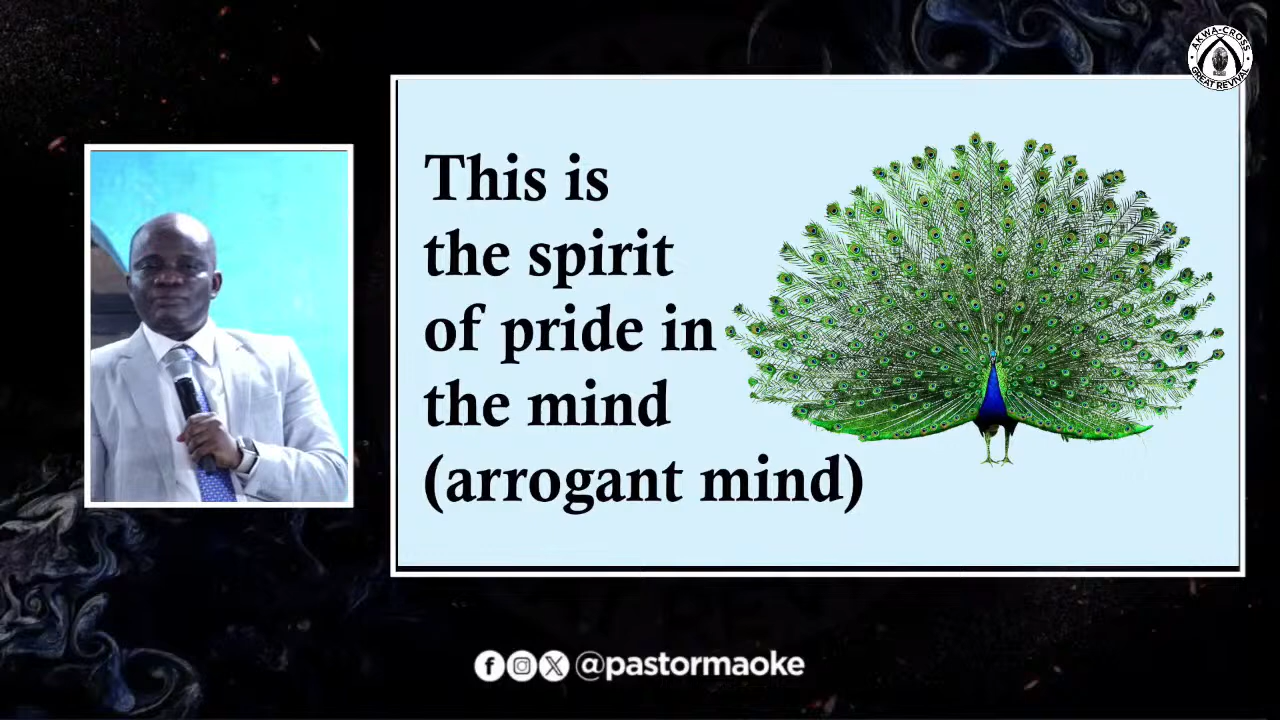 AKWA-CROSS
GREAT REVIVAL
This is
the spirit
of pride in
the mind
(arrogant mind)
@pastormaoke